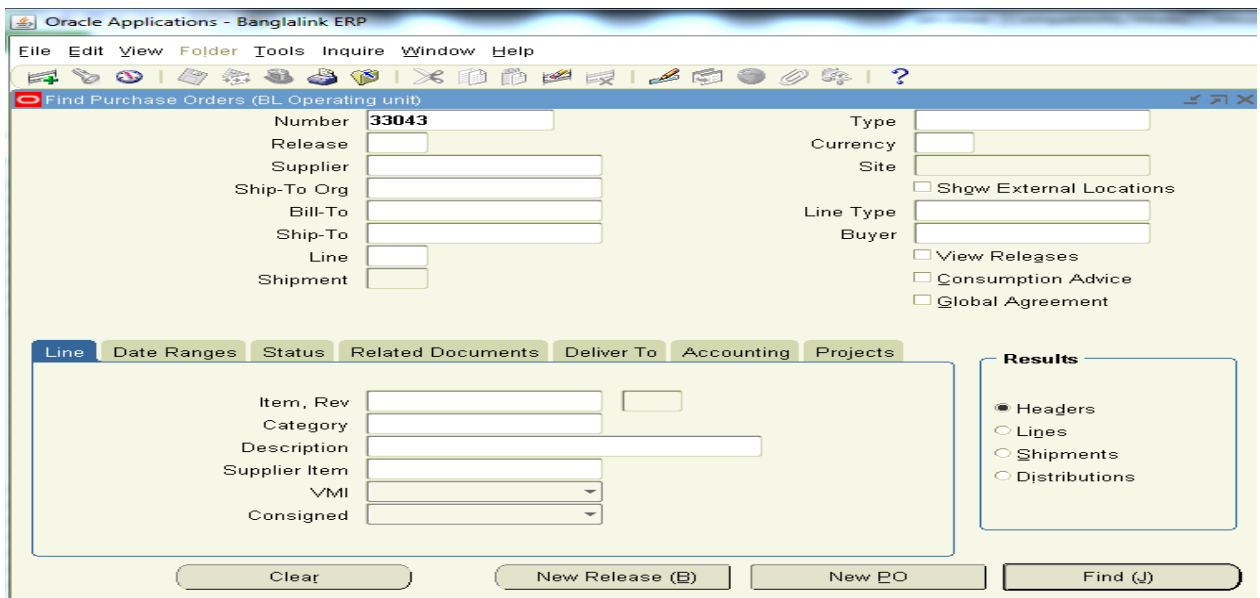 Oracle Applications - Banglalink ERP
File Edit View Folder Tools Inquire Window Help
Find Purchase Orders (BL Operating unit)
Number 33043 Type
Release Currency
Supplier Site
Ship-To Org Show External Locations
Bill-To Line Type
Ship-To Buyer
Line View Releases
Shipment Consumption Advice
Global Agreement
Line Date Ranges Status Related Documents Deliver To Accounting Projects
Results
Item, Rev
Headers
Category
Lines
Description
Shipments
Supplier Item
Distributions
VMI
Consigned
Clear New Release (B) New PO Find (J)